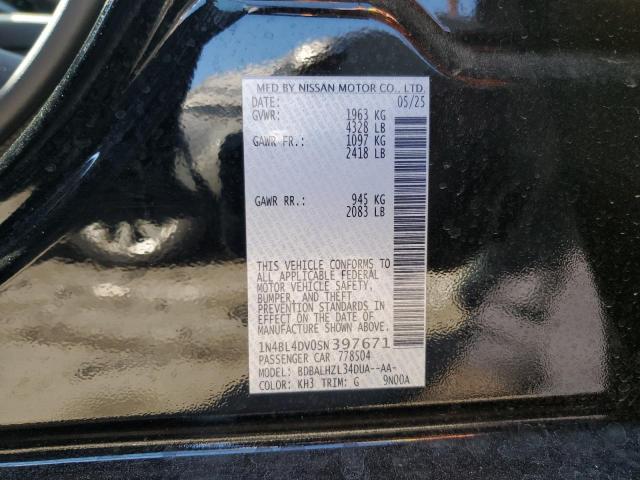 MFD BY NISSAN MOTOR CO., LTD.
DATE: 05/25
GVWR: 1963 KG
4328 LB
GAWR FR.: 1097 KG
2418 LB
GAWR RR.: 945 KG
2083 LB
THIS VEHICLE CONFORMS TO
ALL APPLICABLE FEDERAL
MOTOR VEHICLE SAFETY,
BUMPER, AND THEFT
PREVENTION STANDARDS IN
EFFECT ON THE DATE OF
MANUFACTURE SHOWN ABOVE.
1N4BL4DV0SN397671
PASSENGER CAR 778504
MODEL: BDBALHZL34DUA--AA-
COLOR: KH3 TRIM: G 9N00A